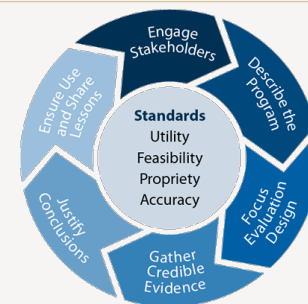 Engage
Stakeholders
Describe the
Program
Focus
Evaluation
Design
Gather
Credible
Evidence
Justify
Conclusions
Ensure Use
and Share
Lessons
Standards
Utility
Feasibility
Propriety
Accuracy